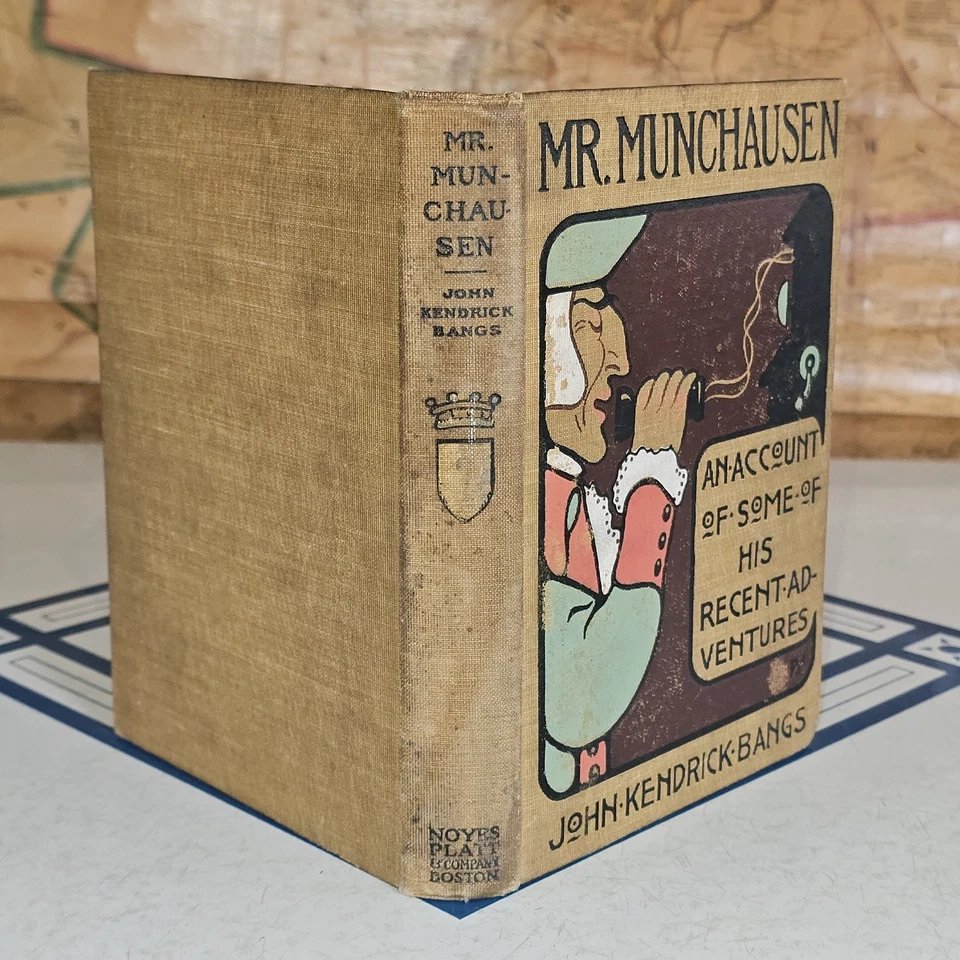 MR.
MUN-
CHAU-
SEN
JOHN
KENDRICK
BANGS
NOYES
PLATT
& COMPANY
BOSTON
MR. MUNCHAUSEN
AN·ACCOUNT
OF·SOME·OF
HIS
RECENT·AD-
VENTURES
JOHN·KENDRICK·BANGS